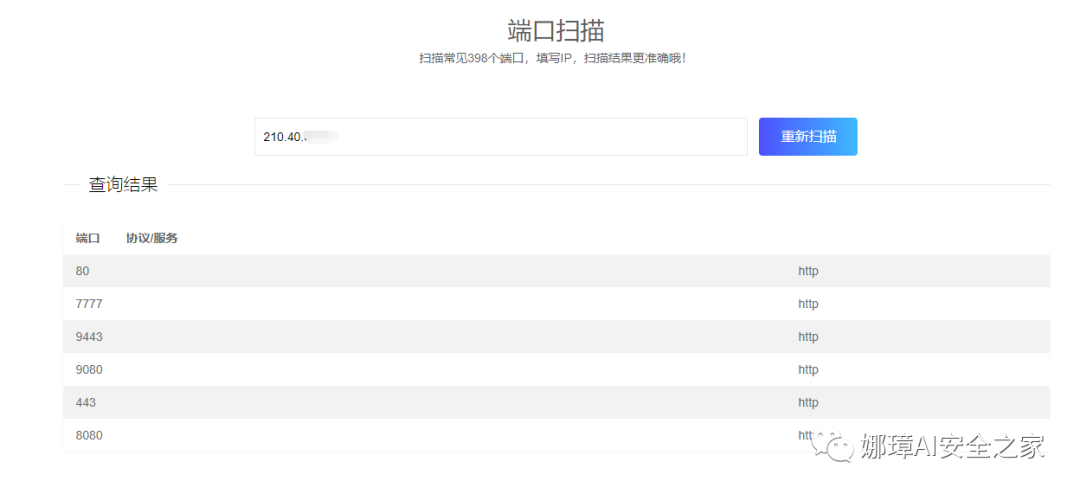 端口扫描
扫描常见398个端口，填写IP，扫描结果更准确哦！
210.40.
重新扫描
查询结果
端口 协议/服务
80 http
7777 http
9443 http
9080 http
443 http
8080 htt
娜璋AI安全之家